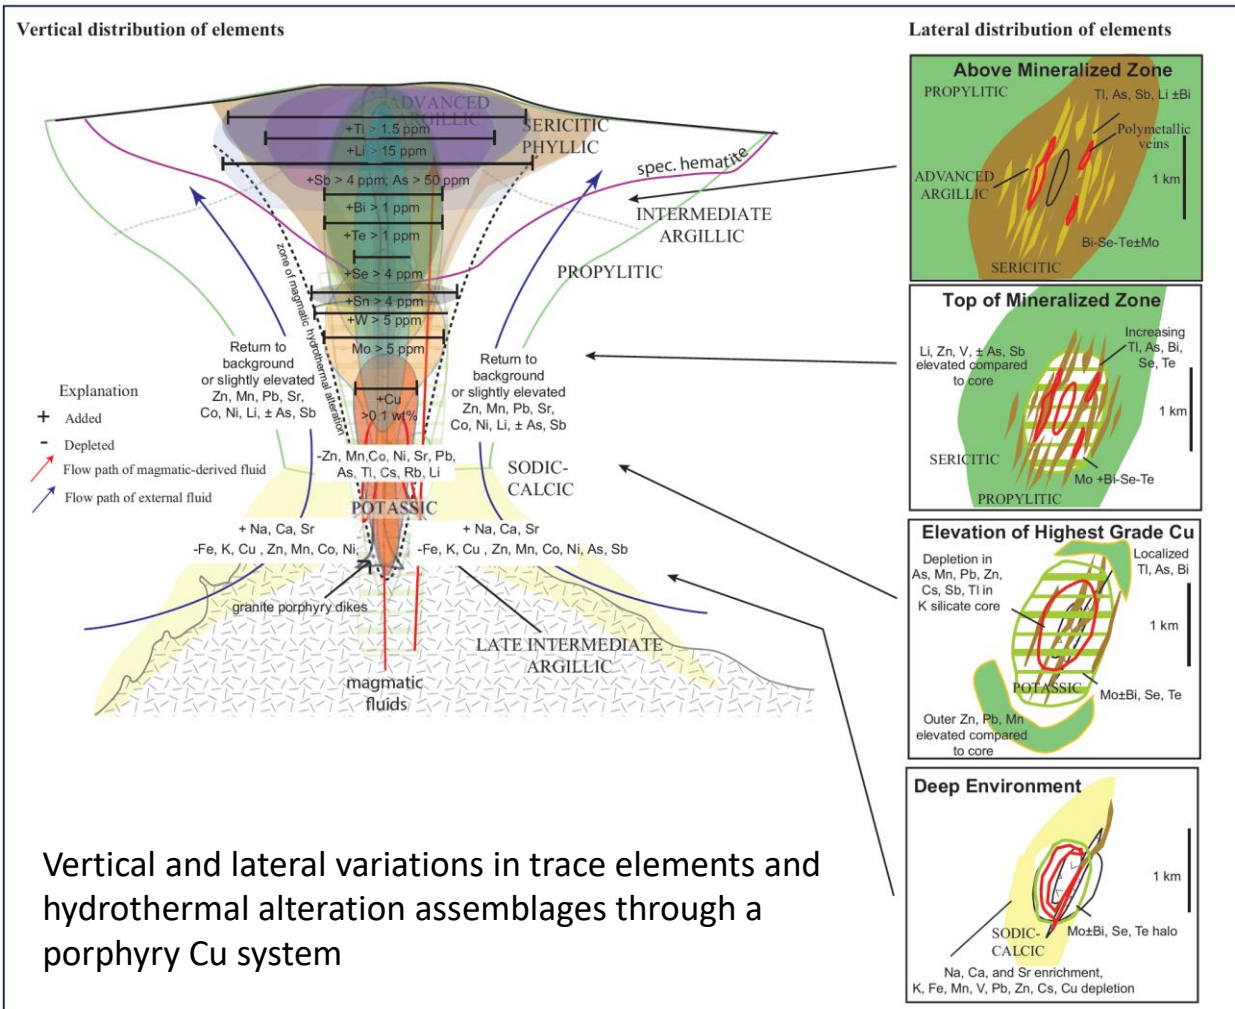 Vertical distribution of elements
ADVANCED
ARGILLIC
+Ti > 1.5 ppm
+Li > 15 ppm
SERICITIC
PHYLLIC
+Sb > 4 ppm; As > 50 ppm
+Bi > 1 ppm
+Te > 1 ppm
+Se > 4 ppm
+Sn > 4 ppm
+W > 5 ppm
Mo > 5 ppm
spec. hematite
INTERMEDIATE
ARGILLIC
PROPYLITIC
zone of magmatic hydrothermal alteration
Return to
background
or slightly elevated
Zn, Mn, Pb, Sr,
Co, Ni, Li, ± As, Sb
Return to
background
or slightly elevated
Zn, Mn, Pb, Sr,
Co, Ni, Li, ± As, Sb
+Cu
>0.1 wt%
Explanation
+ Added
- Depleted
Flow path of magmatic-derived fluid
Flow path of external fluid
-Zn, Mn,Co, Ni, Sr, Pb,
As, Tl, Cs, Rb, Li
SODIC-
CALCIC
POTASSIC
+ Na, Ca, Sr
-Fe, K, Cu , Zn, Mn, Co, Ni,
+ Na, Ca, Sr
-Fe, K, Cu , Zn, Mn, Co, Ni, As, Sb
granite porphyry dikes
LATE INTERMEDIATE
ARGILLIC
magmatic
fluids
Lateral distribution of elements
Above Mineralized Zone
PROPYLITIC
Tl, As, Sb, Li ±Bi
Polymetallic
veins
ADVANCED
ARGILLIC
1 km
Bi-Se-Te±Mo
SERICITIC
Top of Mineralized Zone
Li, Zn, V, ± As, Sb
elevated compared
to core
Increasing
Tl, As, Bi,
Se, Te
1 km
SERICITIC
Mo +Bi-Se-Te
PROPYLITIC
Elevation of Highest Grade Cu
Depletion in
As, Mn, Pb, Zn,
Cs, Sb, Tl in
K silicate core
Localized
Tl, As, Bi
1 km
POTASSIC
Mo±Bi, Se, Te
Outer Zn, Pb, Mn
elevated compared
to core
Deep Environment
1 km
Mo±Bi, Se, Te halo
SODIC-
CALCIC
Na, Ca, and Sr enrichment,
K, Fe, Mn, V, Pb, Zn, Cs, Cu depletion
Vertical and lateral variations in trace elements and
hydrothermal alteration assemblages through a
porphyry Cu system